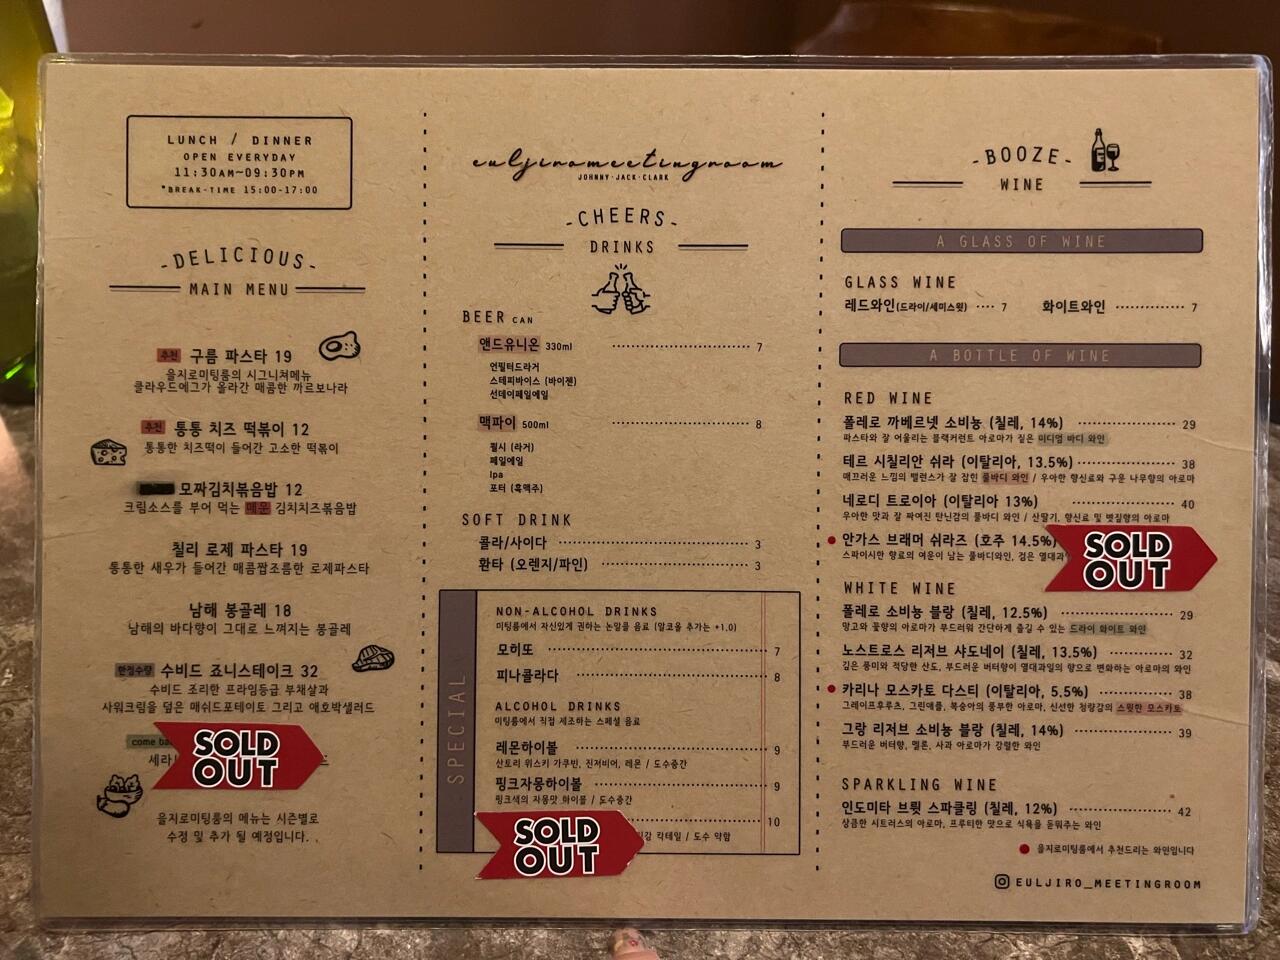 LUNCH / DINNER
OPEN EVERYDAY
11:30AM~09:30PM
*BREAK-TIME 15:00-17:00
-DELICIOUS-
MAIN MENU
추천 구름 파스타 19
을지로미팅룸의 시그니쳐메뉴
클라우드에그가 올라간 매콤한 까르보나라
추천 통통 치즈 떡볶이 12
통통한 치즈떡이 들어간 고소한 떡볶이
모짜김치볶음밥 12
크림소스를 부어 먹는 매운 김치치즈볶음밥
칠리 로제 파스타 19
통통한 새우가 들어간 매콤짭조름한 로제파스타
남해 봉골레 18
남해의 바다향이 그대로 느껴지는 봉골레
한정수량 수비드 죠니스테이크 32
수비드 조리한 프라임등급 부채살과
사워크림을 덮은 매쉬드포테이토 그리고 애호박샐러드
come
세라
SOLD
OUT
을지로미팅룸의 메뉴는 시즌별로
수정 및 추가 될 예정입니다.
euljiromeetingroom
JOHNNY·JACK·CLARK
-CHEERS-
DRINKS
BEER CAN
앤드유니온 330ml 7
언필터드라거
스테피바이스 (바이젠)
선데이페일에일
맥파이 500ml 8
필시 (라거)
페일에일
Ipa
포터 (흑맥주)
SOFT DRINK
콜라/사이다 3
환타 (오렌지/파인) 3
SPECIAL
NON-ALCOHOL DRINKS
미팅룸에서 자신있게 권하는 논알콜 음료 (알코올 추가는 +1.0)
모히또 7
피나콜라다 8
ALCOHOL DRINKS
미팅룸에서 직접 제조하는 스페셜 음료
레몬하이볼 9
산토리 위스키 가쿠빈, 진저비어, 레몬 / 도수중간
핑크자몽하이볼 9
핑크색의 자몽맛 하이볼 / 도수중간
10
칵테일 / 도수 약함
SOLD
OUT
-BOOZE-
WINE
A GLASS OF WINE
GLASS WINE
레드와인(드라이/세미스윗) 7 화이트와인 7
A BOTTLE OF WINE
RED WINE
폴레로 까베르넷 소비뇽 (칠레, 14%) 29
파스타와 잘 어울리는 블랙커런트 아로마가 짙은 미디엄 바디 와인
테르 시칠리안 쉬라 (이탈리아, 13.5%) 38
매끄러운 느낌의 밸런스가 잘 잡힌 풀바디 와인 / 우아한 향신료와 구운 나무향의 아로마
네로디 트로이아 (이탈리아 13%) 40
우아한 맛과 잘 짜여진 탄닌감의 풀바디 와인 / 산딸기, 향신료 및 볏짚향의 아로마
안가스 브래머 쉬라즈 (호주 14.5%)
스파이시한 향료의 여운이 남는 풀바디와인, 검은 열대과
SOLD
OUT
WHITE WINE
폴레로 소비뇽 블랑 (칠레, 12.5%) 29
망고와 꽃향의 아로마가 부드러워 간단하게 즐길 수 있는 드라이 화이트 와인
노스트로스 리저브 샤도네이 (칠레, 13.5%) 32
깊은 풍미와 적당한 산도, 부드러운 버터향이 열대과일의 향으로 변화하는 아로마의 와인
카리나 모스카토 다스티 (이탈리아, 5.5%) 38
그레이프후루츠, 그린애플, 복숭아의 풍부한 아로마, 신선한 청량감의 스윗한 모스카토
그랑 리저브 소비뇽 블랑 (칠레, 14%) 39
부드러운 버터향, 멜론, 사과 아로마가 강렬한 와인
SPARKLING WINE
인도미타 브륏 스파클링 (칠레, 12%) 42
상큼한 시트러스의 아로마, 프루티한 맛으로 식욕을 돋워주는 와인
을지로미팅룸에서 추천드리는 와인입니다
EULJIRO_MEETINGROOM